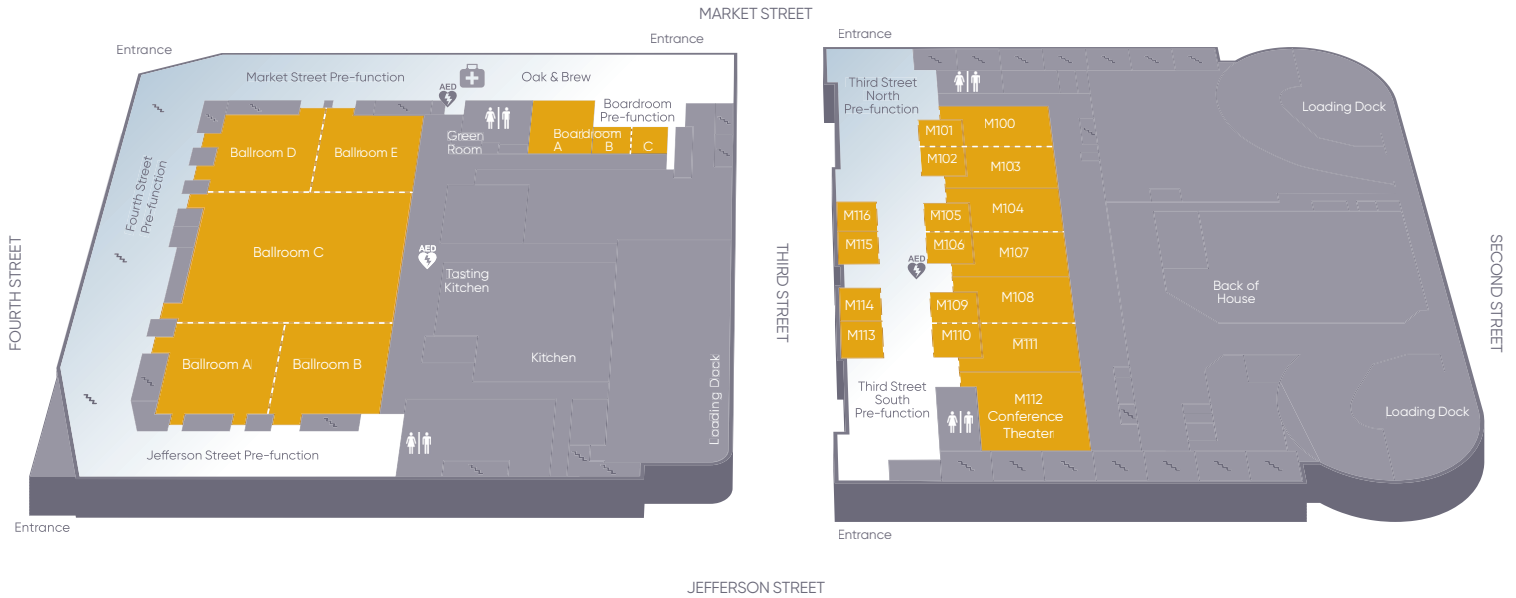 MARKET STREET
Entrance
Entrance
Entrance
Market Street Pre-function
Oak & Brew
AED
Boardroom
Pre-function
Green
Room
Boardroom
A
B
C
Ballroom D
Ballroom E
Fourth Street
Pre-function
Ballroom C
AED
Tasting
Kitchen
Ballroom A
Ballroom B
Kitchen
Loading Dock
Jefferson Street Pre-function
Entrance
FOURTH STREET
THIRD STREET
Third Street
North
Pre-function
M100
M101
M102
M103
M104
M116
M105
M115
M106
M107
AED
M108
M114
M109
M113
M110
M111
Third Street
South
Pre-function
M112
Conference
Theater
Loading Dock
Back of
House
Loading Dock
SECOND STREET
Entrance
JEFFERSON STREET